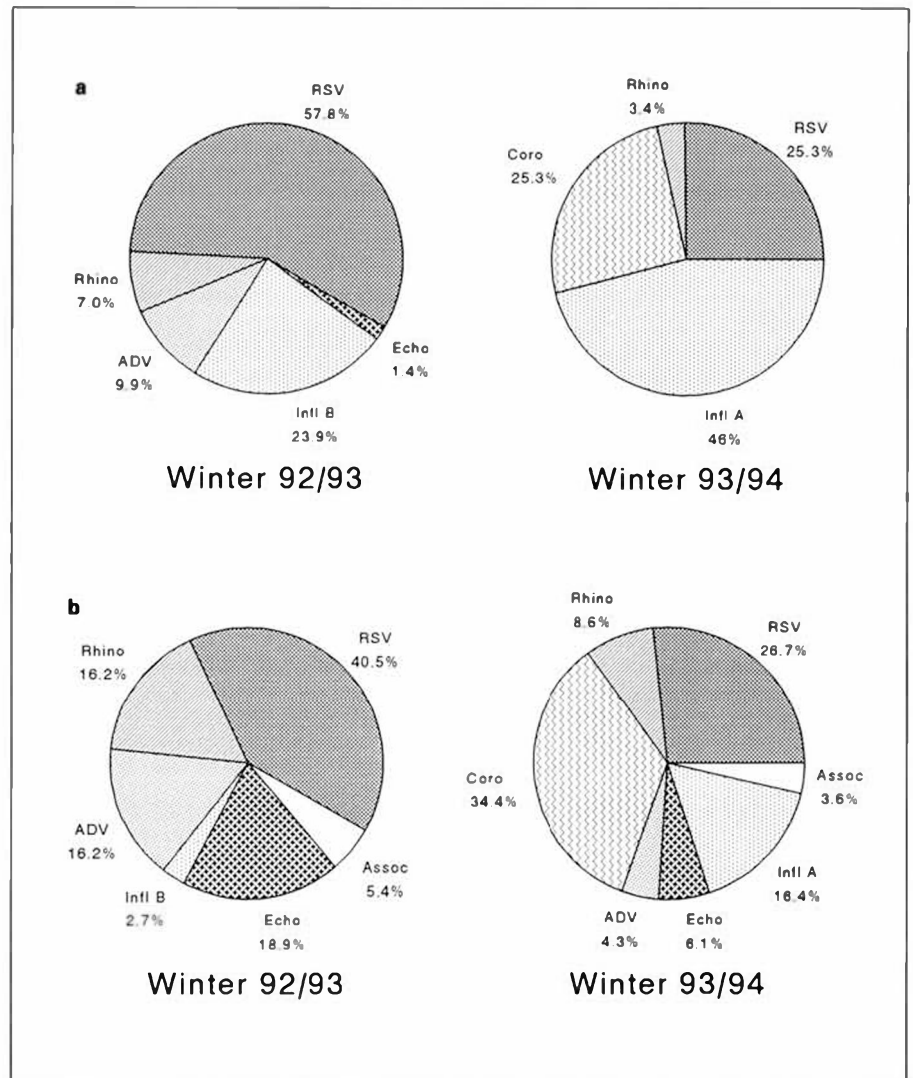 a
RSV
57.8%
Rhino
7.0%
ADV
9.9%
Infl B
23.9%
Echo
1.4%
Winter 92/93
Rhino
3.4%
RSV
25.3%
Coro
25.3%
Infl A
46%
Winter 93/94
b
Rhino
16.2%
RSV
40.5%
ADV
16.2%
Infl B
2.7%
Echo
18.9%
Assoc
5.4%
Winter 92/93
Rhino
8.6%
RSV
26.7%
Coro
34.4%
Assoc
3.6%
Infl A
16.4%
ADV
4.3%
Echo
6.1%
Winter 93/94